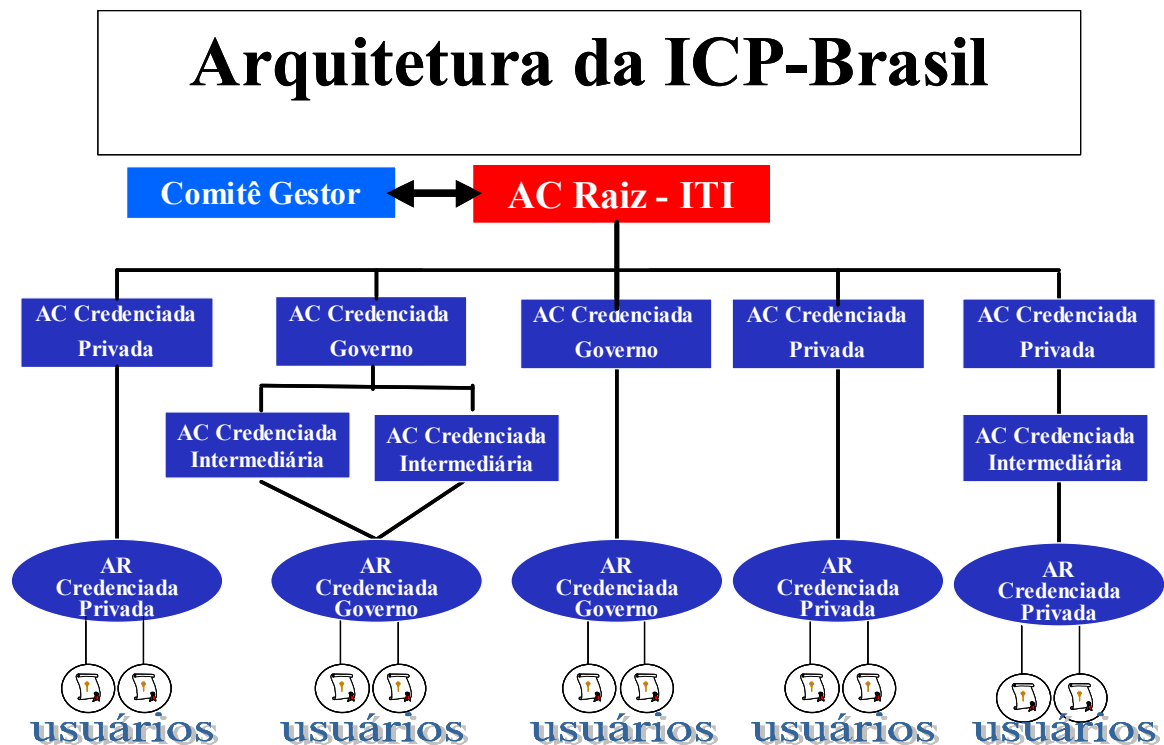 Arquitetura da ICP-Brasil
Comitê Gestor
AC Raiz - ITI
AC Credenciada
Privada
AC Credenciada
Governo
AC Credenciada
Governo
AC Credenciada
Privada
AC Credenciada
Privada
AC Credenciada
Intermediária
AC Credenciada
Intermediária
AC Credenciada
Intermediária
AR
Credenciada
Privada
AR
Credenciada
Governo
AR
Credenciada
Governo
AR
Credenciada
Privada
AR
Credenciada
Privada
usuários
usuários
usuários
usuários
usuários